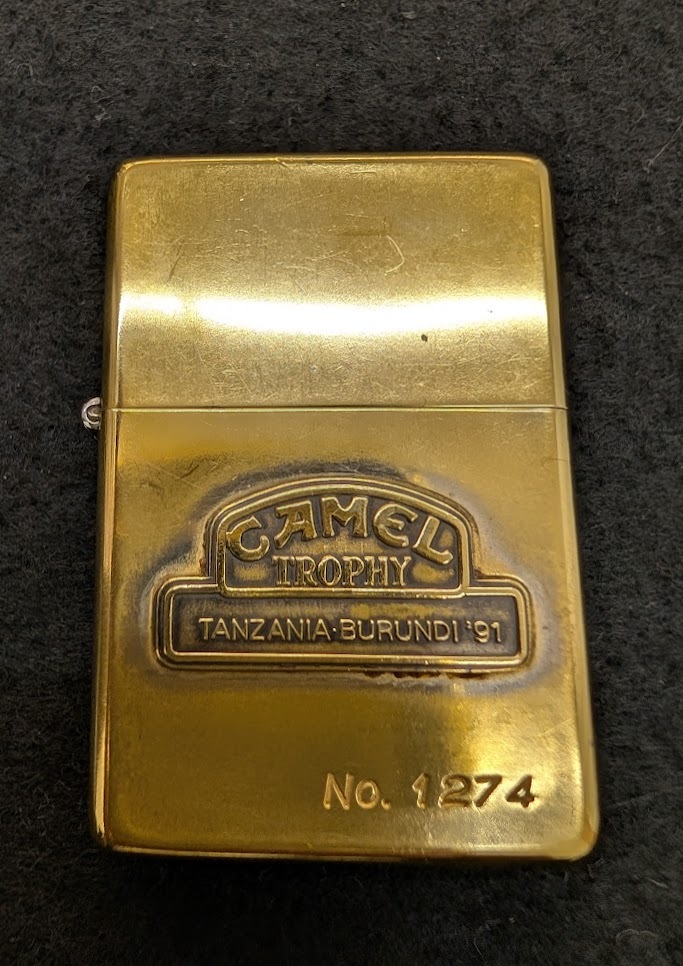 CAMEL
TROPHY
TANZANIA·BURUNDI '91
No. 1274